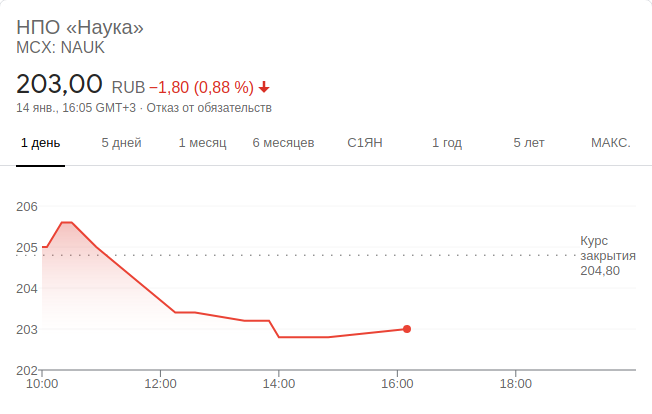 НПО «Наука»
MCX: NAUK
203,00 RUB −1,80 (0,88 %)
14 янв., 16:05 GMT+3 · Отказ от обязательств
1 день 5 дней 1 месяц 6 месяцев С1ЯН 1 год 5 лет МАКС.
206
Курс
205
закрытия
204,80
204
203
202
10:00 12:00 14:00 16:00 18:00